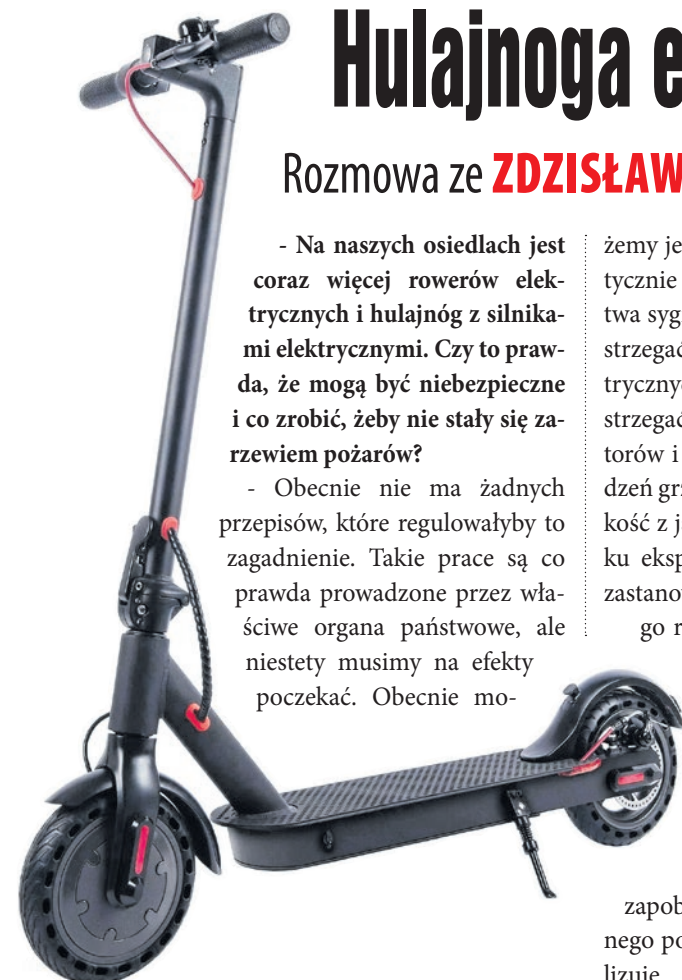 Hulajnoga e
Rozmowa ze ZDZISŁAW
- Na naszych osiedlach jest
coraz więcej rowerów elek-
trycznych i hulajnóg z silnika-
mi elektrycznymi. Czy to praw-
da, że mogą być niebezpieczne
i co zrobić, żeby nie stały się za-
rzewiem pożarów?
- Obecnie nie ma żadnych
przepisów, które regulowałyby to
zagadnienie. Takie prace są co
prawda prowadzone przez wła-
ściwe organa państwowe, ale
niestety musimy na efekty
poczekać. Obecnie mo-
żemy je
tycznie
twa syg
strzegać
trycznyc
strzegać
torów i
dzeń grz
kość z ja
ku eksp
zastanow
go r
zapob
nego po
lizuje